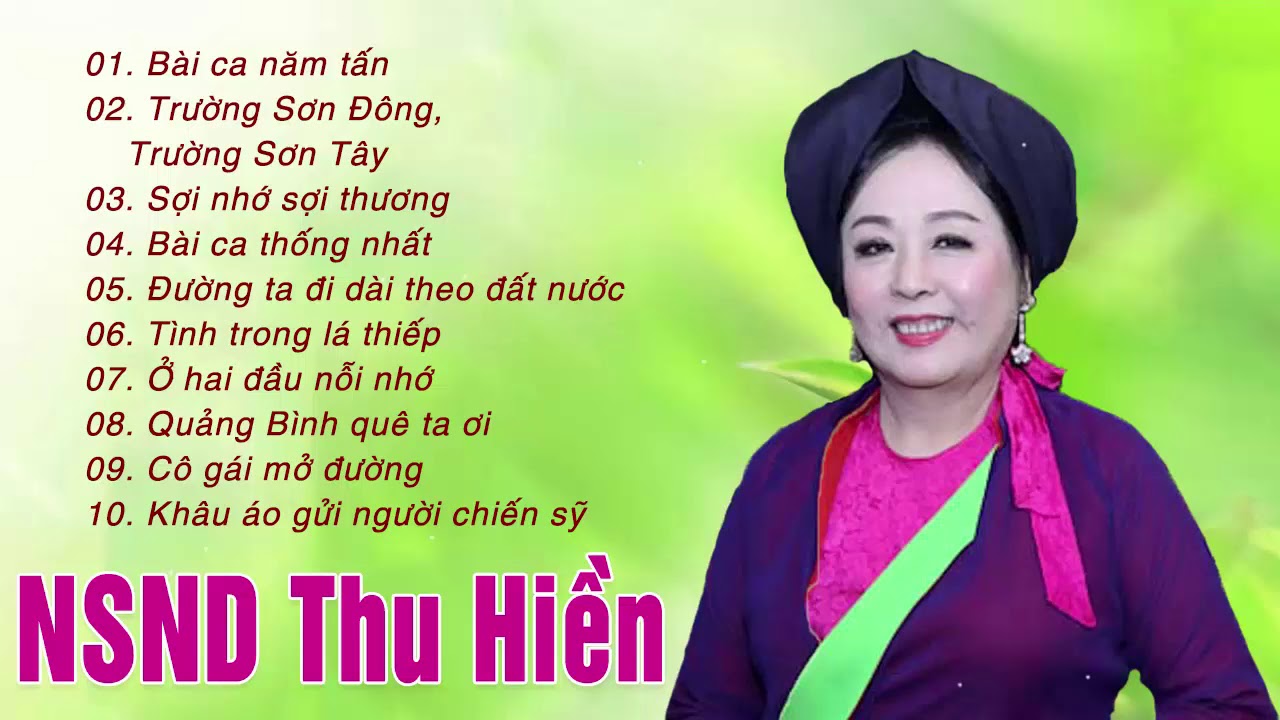 01. Bài ca năm tấn
02. Trường Sơn Đông,
Trường Sơn Tây
03. Sợi nhớ sợi thương
04. Bài ca thống nhất
05. Đường ta đi dài theo đất nước
06. Tình trong lá thiếp
07. Ở hai đầu nỗi nhớ
08. Quảng Bình quê ta ơi
09. Cô gái mở đường
10. Khâu áo gửi người chiến sỹ
NSND Thu Hiền